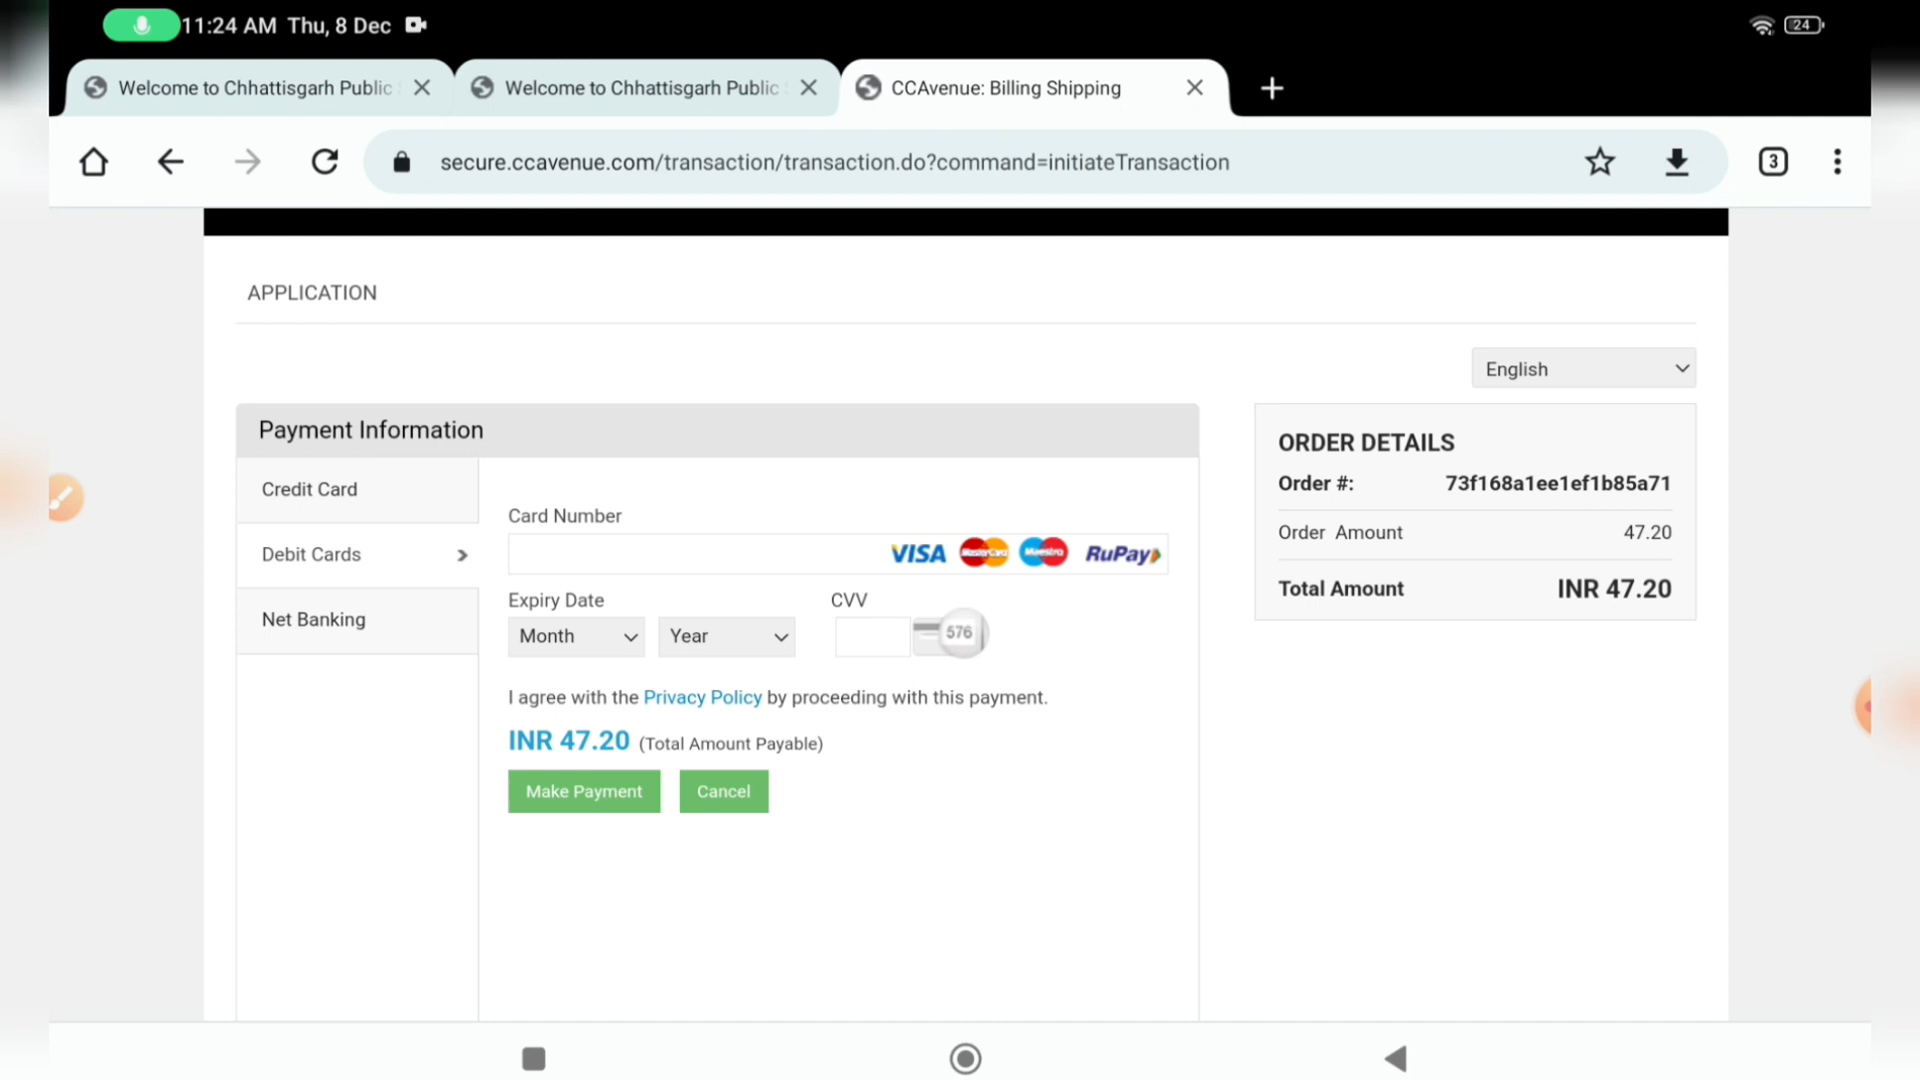 11:24 AM Thu, 8 Dec
24
Welcome to Chhattisgarh Public
Welcome to Chhattisgarh Public
CCAvenue: Billing Shipping
secure.ccavenue.com/transaction/transaction.do?command=initiateTransaction
3
APPLICATION
English
Payment Information
Credit Card
Debit Cards
Net Banking
Card Number
VISA MasterCard Maestro RuPay
Expiry Date
CVV
Month
Year
576
I agree with the Privacy Policy by proceeding with this payment.
INR 47.20 (Total Amount Payable)
Make Payment
Cancel
ORDER DETAILS
Order #: 73f168a1ee1ef1b85a71
Order Amount 47.20
Total Amount INR 47.20